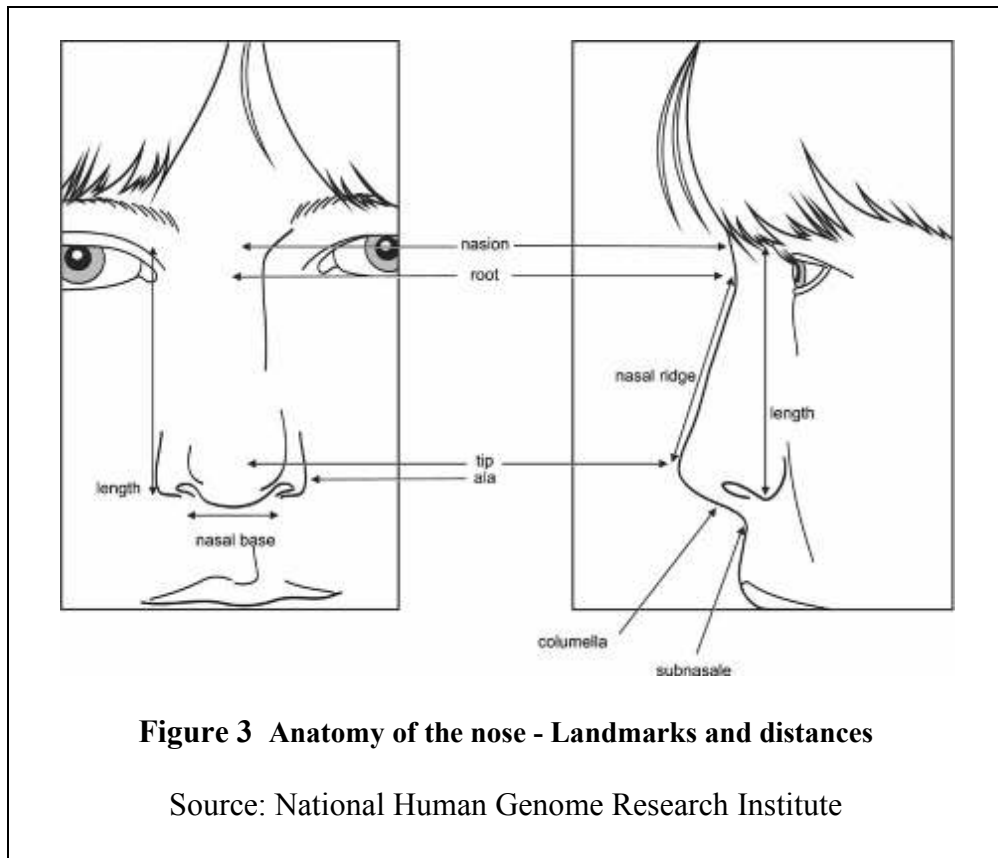 nasion
root
nasal ridge
length
tip
ala
length
nasal base
columella
subnasale
Figure 3 Anatomy of the nose - Landmarks and distances
Source: National Human Genome Research Institute